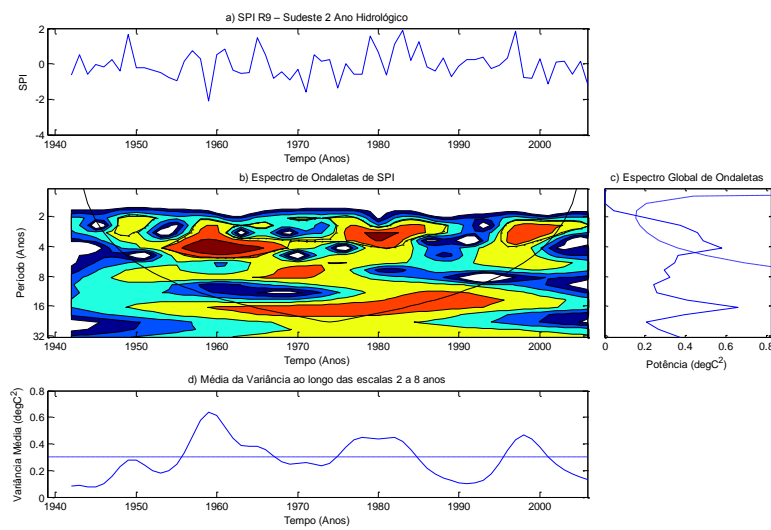 a) SPI R9 – Sudeste 2 Ano Hidrológico
SPI
2
0
-2
-4
1940 1950 1960 1970 1980 1990 2000
Tempo (Anos)
b) Espectro de Ondaletas de SPI
Período (Anos)
2
4
8
16
32
1940 1950 1960 1970 1980 1990 2000
Tempo (Anos)
c) Espectro Global de Ondaletas
0 0.2 0.4 0.6 0.8
Potência (degC²)
d) Média da Variância ao longo das escalas 2 a 8 anos
Variância Média (degC²)
0.8
0.6
0.4
0.2
0
1940 1950 1960 1970 1980 1990 2000
Tempo (Anos)